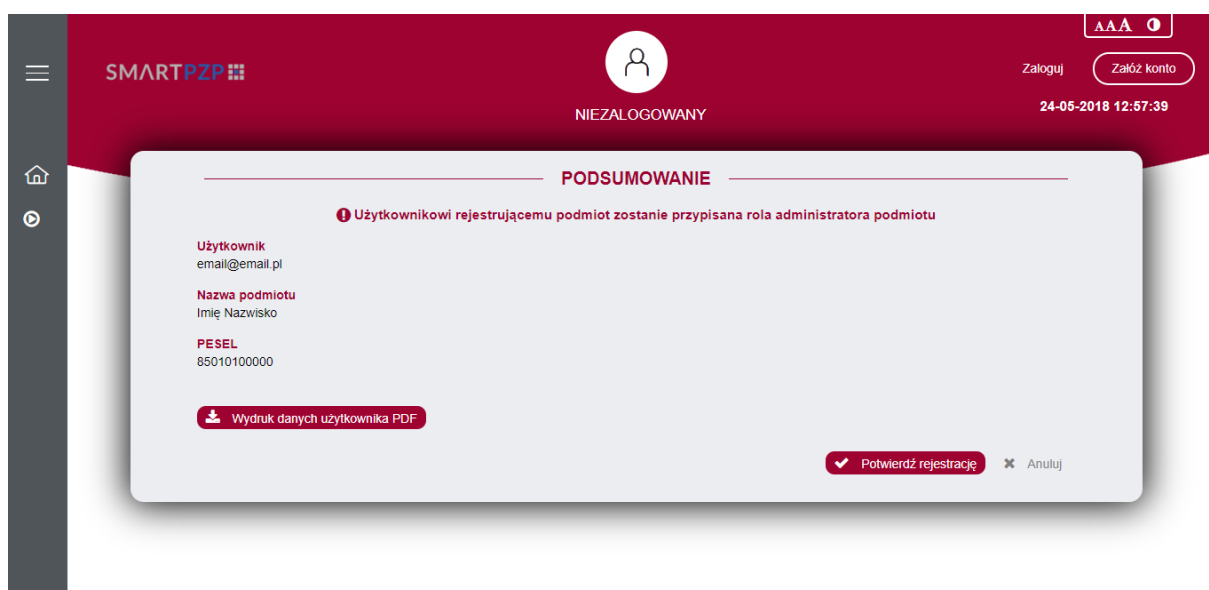 AAA
SMARTPZP
Zaloguj
Załóż konto
NIEZALOGOWANY
24-05-2018 12:57:39
PODSUMOWANIE
Użytkownikowi rejestrującemu podmiot zostanie przypisana rola administratora podmiotu
Użytkownik
email@email.pl
Nazwa podmiotu
Imię Nazwisko
PESEL
85010100000
Wydruk danych użytkownika PDF
Potwierdź rejestrację
Anuluj